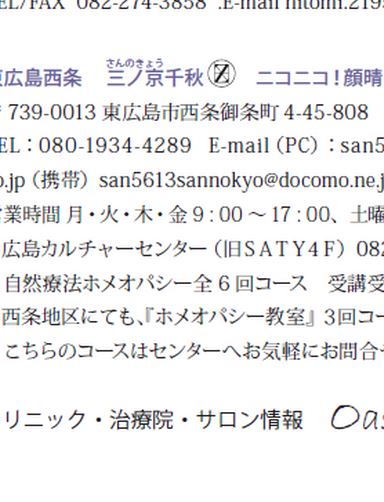 EL/FAX 082-274-3858 .E-mail
東広島西条 三ノ京千秋 Ⓩ ニコニコ!顔晴
さんのきょう
〒739-0013 東広島市西条御条町 4-45-808
EL:080-1934-4289 E-mail(PC):san5
o.jp(携帯) san5613sannokyo@docomo.ne.j
営業時間 月・火・木・金 9:00 ～ 17:00、土曜
広島カルチャーセンター(旧SATY4F) 082
自然療法ホメオパシー全 6 回コース 受講受
西条地区にても、『ホメオパシー教室』 3回コー
こちらのコースはセンターへお気軽にお問合せ
リニック・治療院・サロン情報 Oas